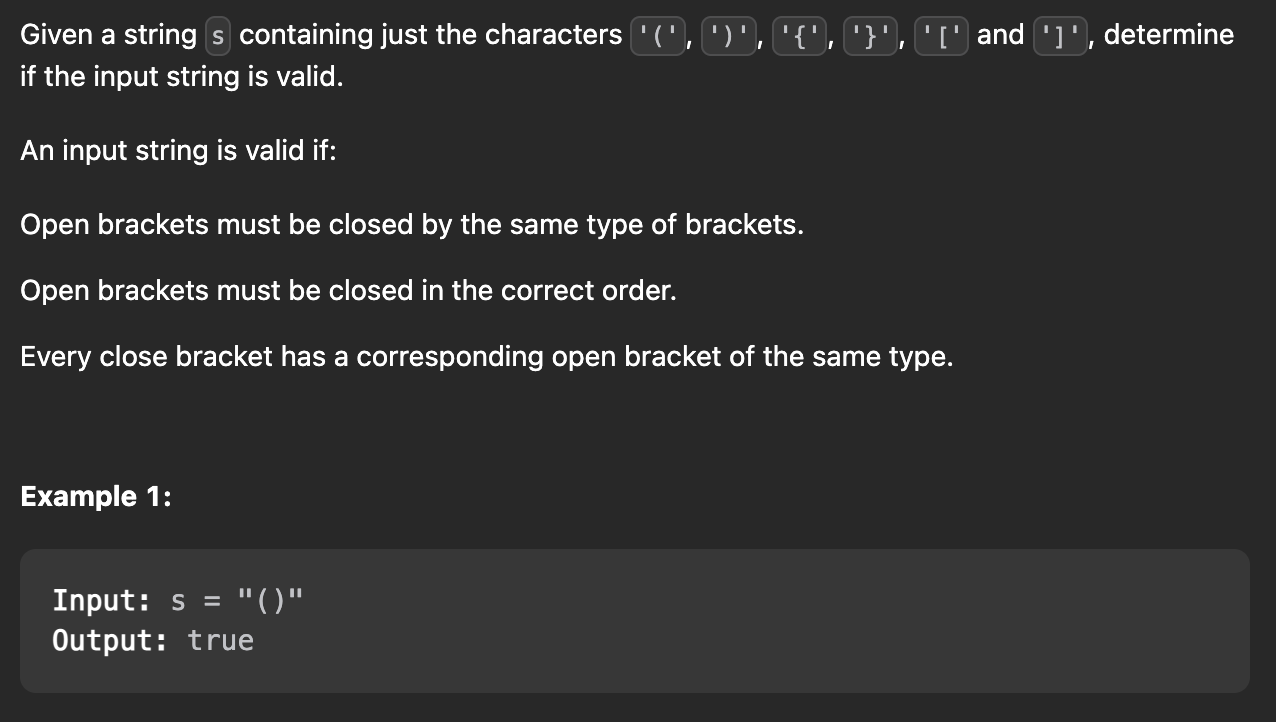 Given a string s containing just the characters '(', ')', '{', '}', '[' and ']', determine
if the input string is valid.
An input string is valid if:
Open brackets must be closed by the same type of brackets.
Open brackets must be closed in the correct order.
Every close bracket has a corresponding open bracket of the same type.
Example 1:
Input: s = "()"
Output: true